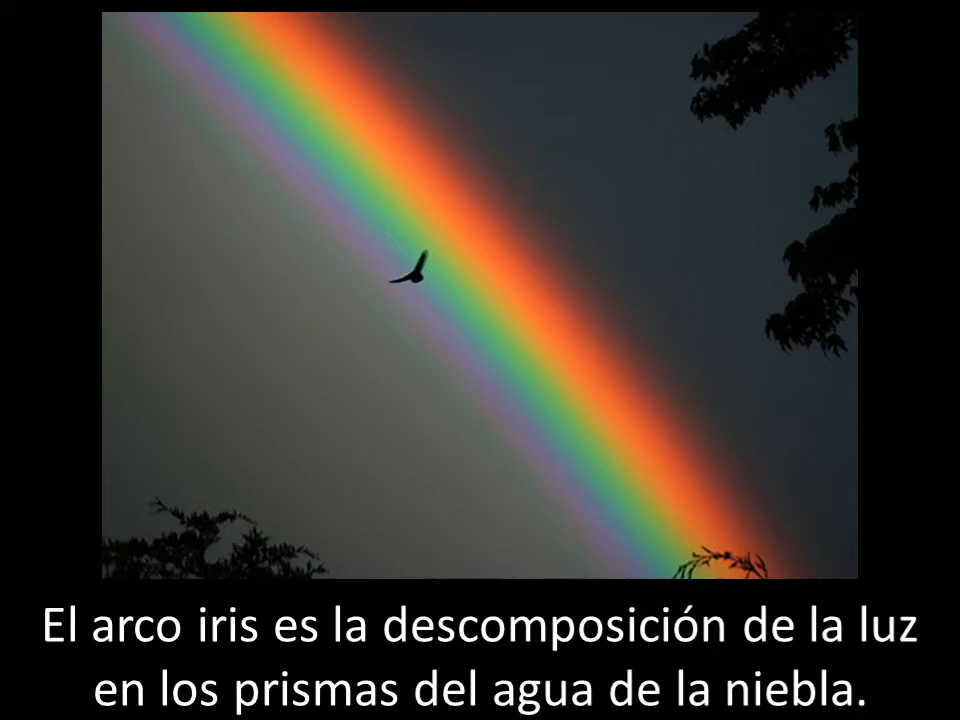 El arco iris es la descomposición de la luz
en los prismas del agua de la niebla.